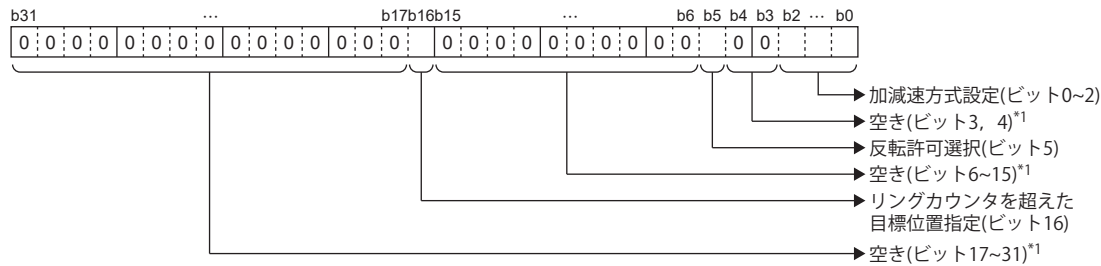 b31 … b17b16b15 … b6 b5 b4 b3 b2 … b0
0 0 0 0 0 0 0 0 0 0 0 0 0 0 0 0 0 0 0 0 0 0 0 0 0 0 0
加減速方式設定(ビット0~2)
空き(ビット3，4)*1
反転許可選択(ビット5)
空き(ビット6~15)*1
リングカウンタを超えた
目標位置指定(ビット16)
空き(ビット17~31)*1